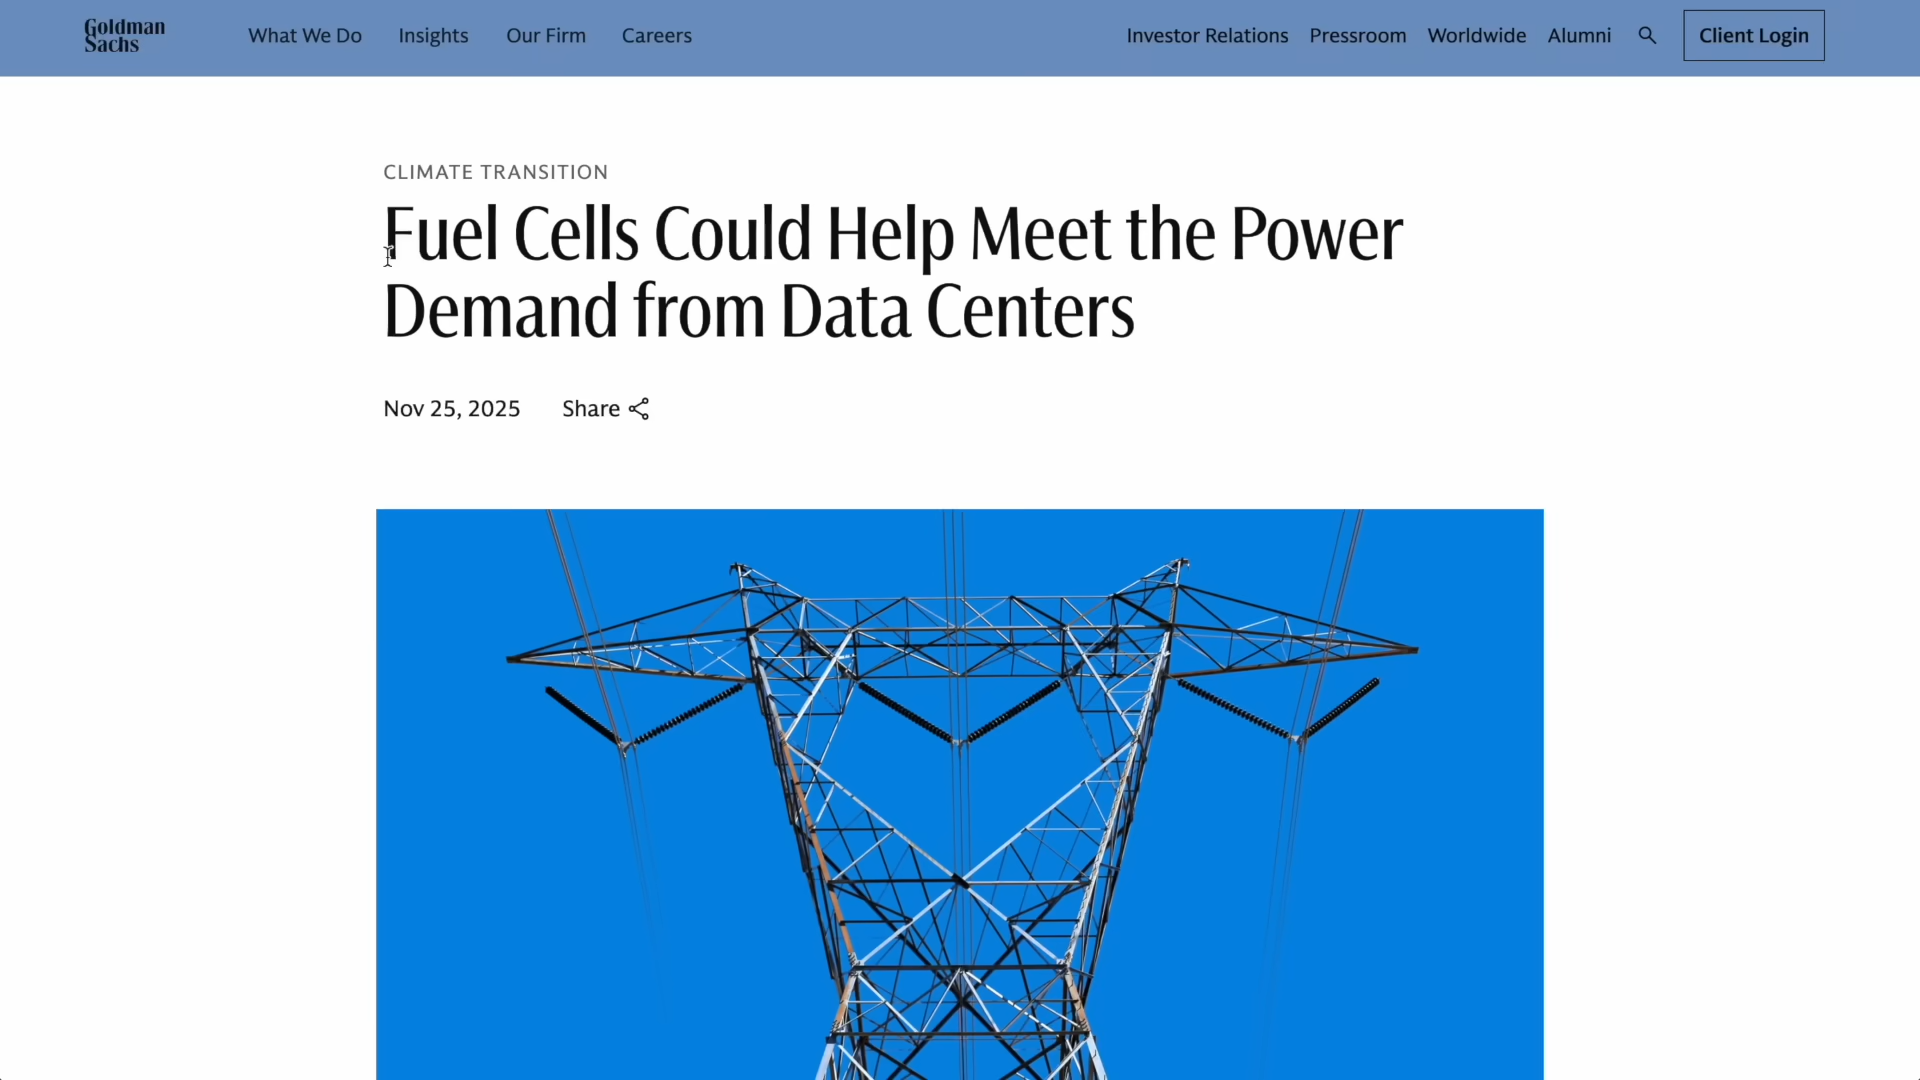 Goldman
Sachs
What We Do
Insights
Our Firm
Careers
Investor Relations
Pressroom
Worldwide
Alumni
Client Login
CLIMATE TRANSITION
Fuel Cells Could Help Meet the Power
Demand from Data Centers
Nov 25, 2025
Share